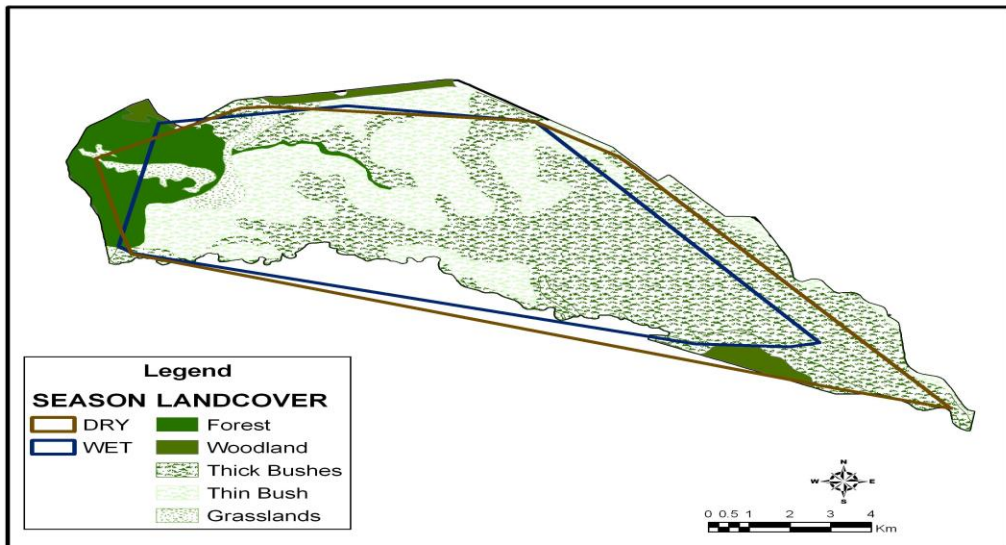 Legend
SEASON LANDCOVER
DRY Forest
WET Woodland
Thick Bushes
Thin Bush
Grasslands
N
W E
S
0 0.5 1 2 3 4
Km